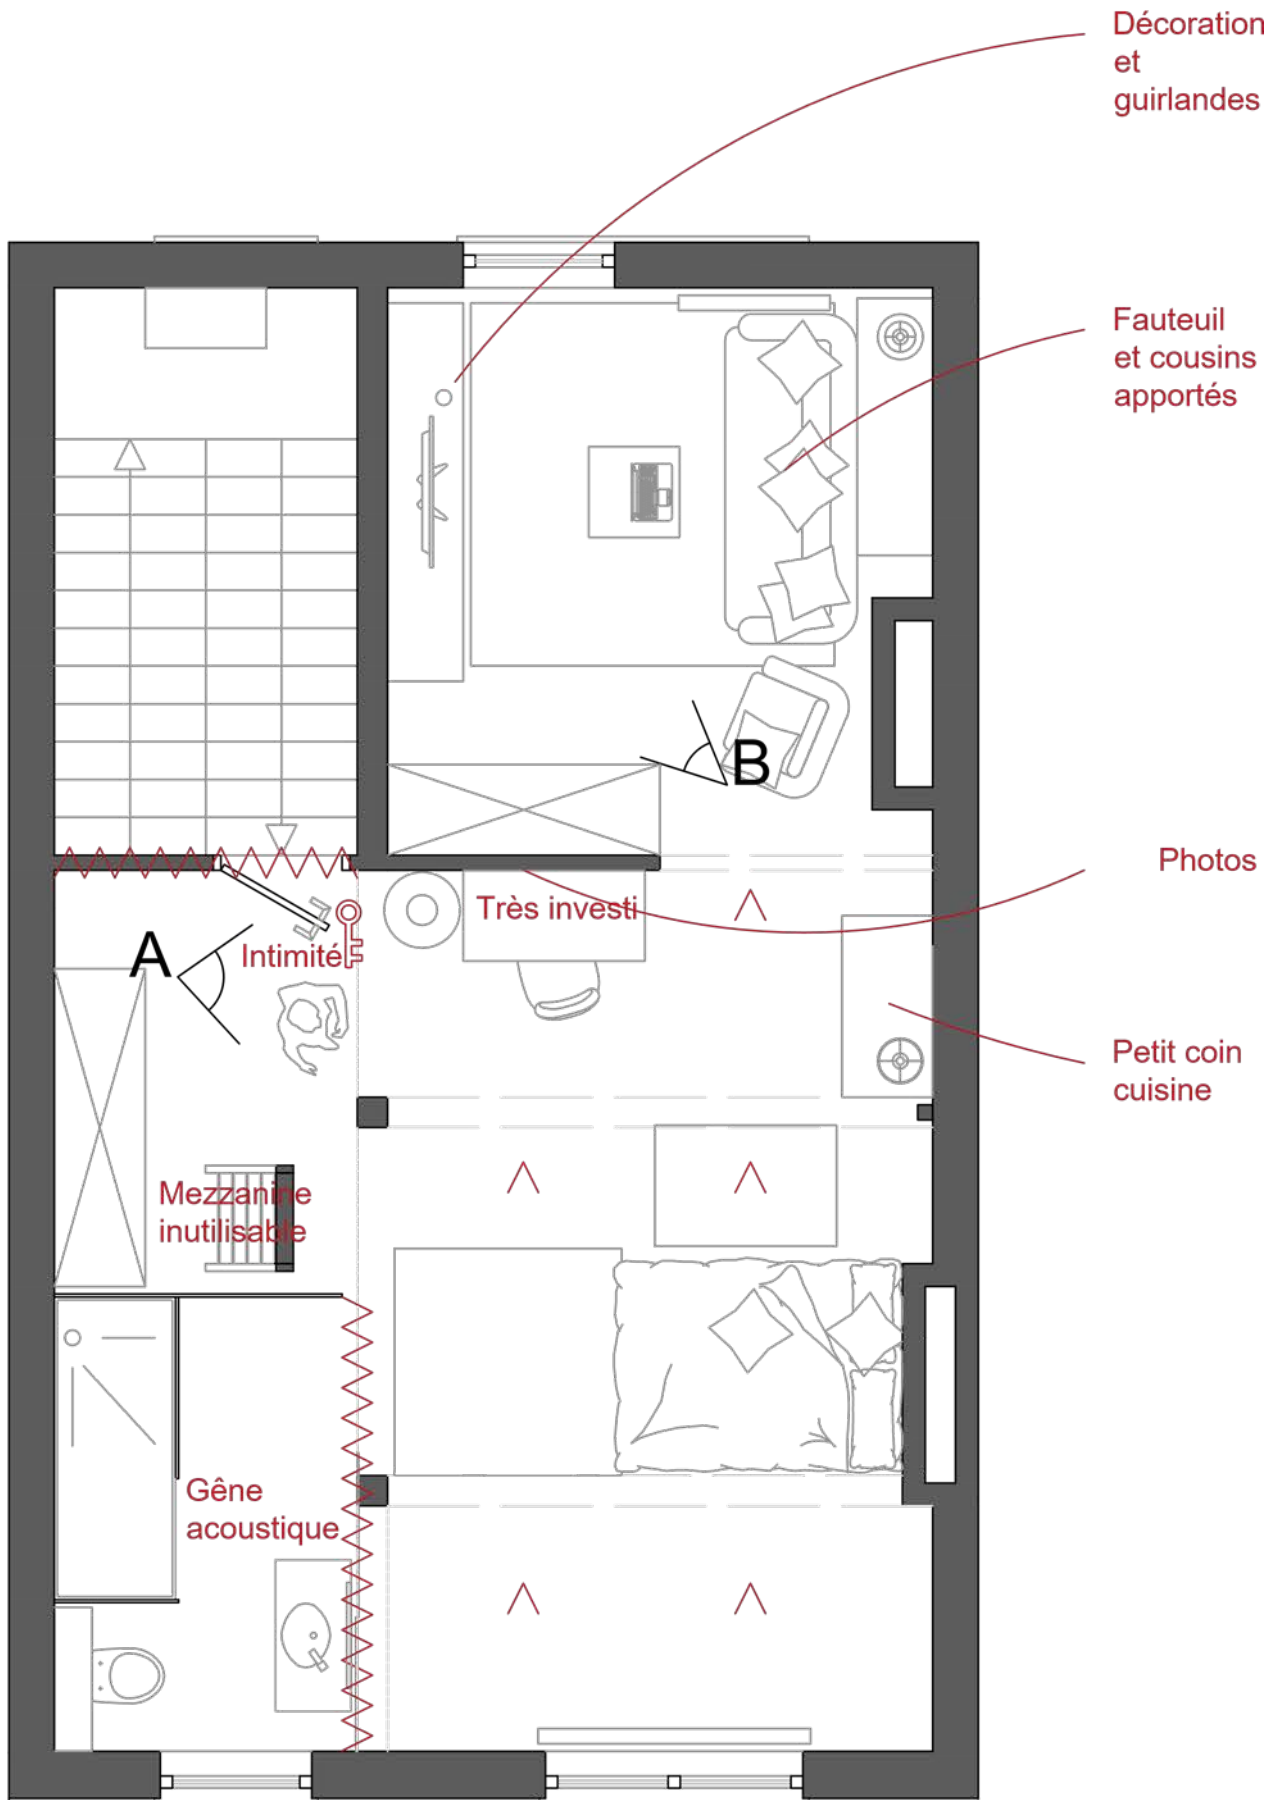 Décoration
et
guirlandes
Fauteuil
et cousins
apportés
B
Photos
Très investi
A
Intimité
Petit coin
cuisine
Mezzanine
inutilisable
Gêne
acoustique